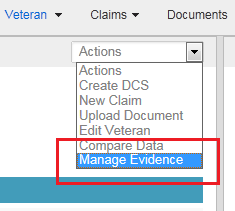 Veteran Claims Documents
Actions
Actions
Create DCS
New Claim
Upload Document
Edit Veteran
Compare Data
Manage Evidence